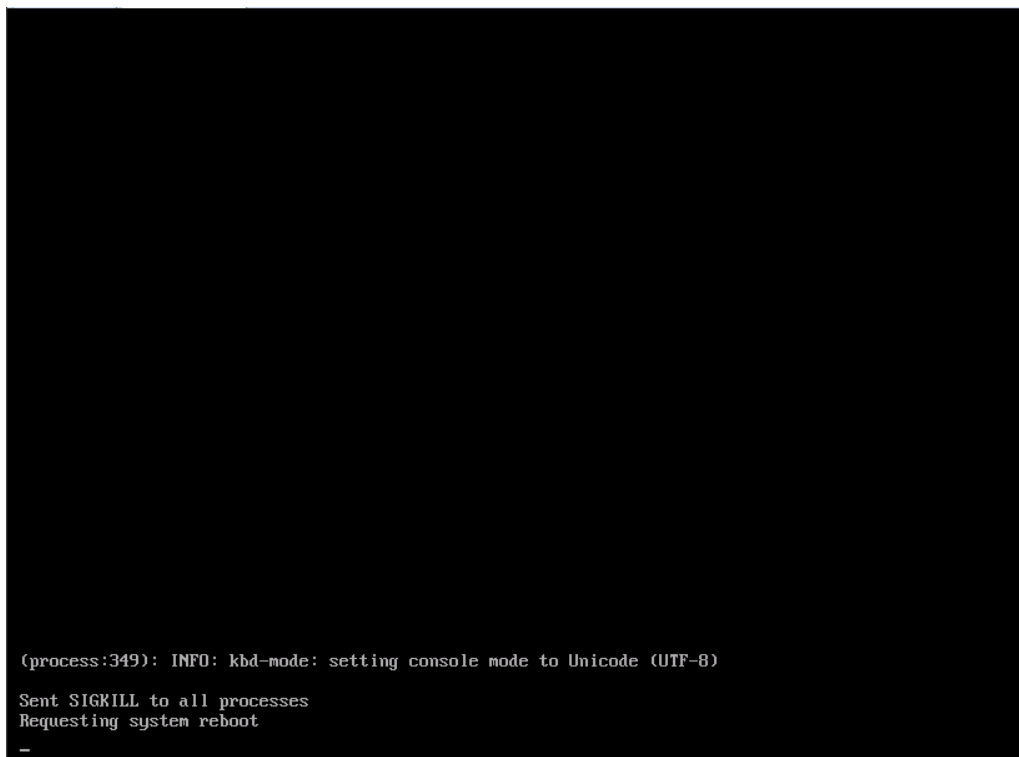 (process:349): INFO: kbd-mode: setting console mode to Unicode (UTF-8)
Sent SIGKILL to all processes
Requesting system reboot
_